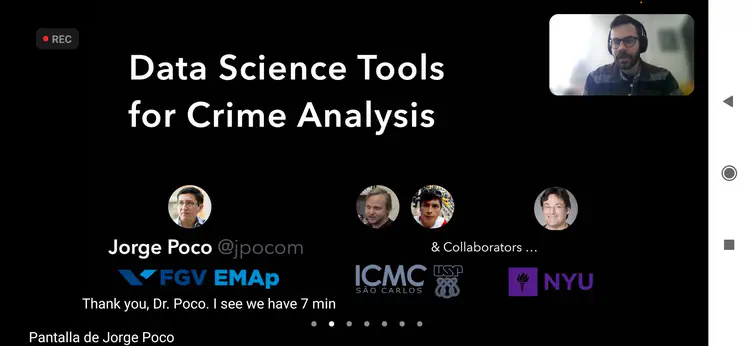 REC
Data Science Tools
for Crime Analysis
Jorge Poco @jpocom
& Collaborators ...
FGV EMAp
ICMC
SÃO CARLOS
USP
NYU
Thank you, Dr. Poco. I see we have 7 min
Pantalla de Jorge Poco